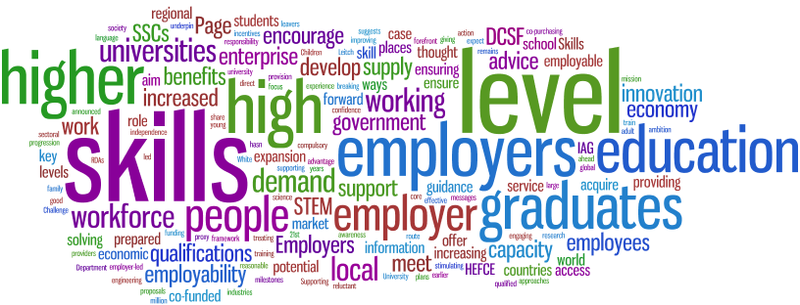 regional
society
underpin
Page
students
leavers
language
SSCs
incentives
encourage
suggests
improving
case
forefront
giving
action
expect
DCSF
co-purchasing
universities
responsibility
enterprise
Children
Leitch
skill
places
thought
remains
school
Skills
higher
aim
benefits
university
provision
develop
supply
ensuring
level
advice
employable
mission
direct
focus
experience
breaking
ways
ensure
increased
high
forward
working
innovation
announced
confidence
economy
work
role
share
young
government
train
adult
ambition
sectoral
independence
progression
skills
hasn
compulsory
employers
IAG
education
key
RDAs
led
White
expansion
advantage
ahead
global
levels
supporting
years
family
demand
support
guidance
service
large
acquire
providing
good
science
core
effective
messages
Challenge
workforce
people
STEM
employer
graduates
market
funding
proxy
framework
treating
21st
awareness
route
engaging
research
solving
prepared
Employers
information
offer
capacity
employees
providers
economic
qualifications
training
increasing
world
Department
employer-led
reasonable
potential
local
meet
stimulating
HEFCE
countries
access
engineering
employability
milestones
Supporting
University
plans
earlier
qualified
approaches
proposals
reluctant
million
co-funded
industries